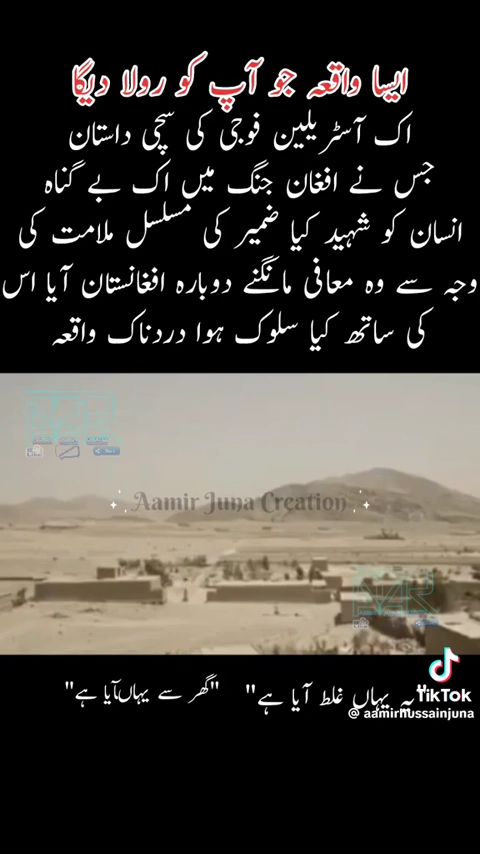 ایسا واقعہ جو آپ کو رولا دیگا
اک آسٹریلین فوجی کی سچی داستان
جس نے افغان جنگ میں اک بے گناہ
انسان کو شہید کیا ضمیر کی مسلسل ملامت کی
وجہ سے وہ معافی مانگنے دوبارہ افغانستان آیا اس
کی ساتھ کیا سلوک ہوا دردناک واقعہ
Aamir Juna Creation
"یہ یہاں غلط آیا ہے" "گھر سے یہاں آیا ہے"
TikTok
@ aamirhussainjuna